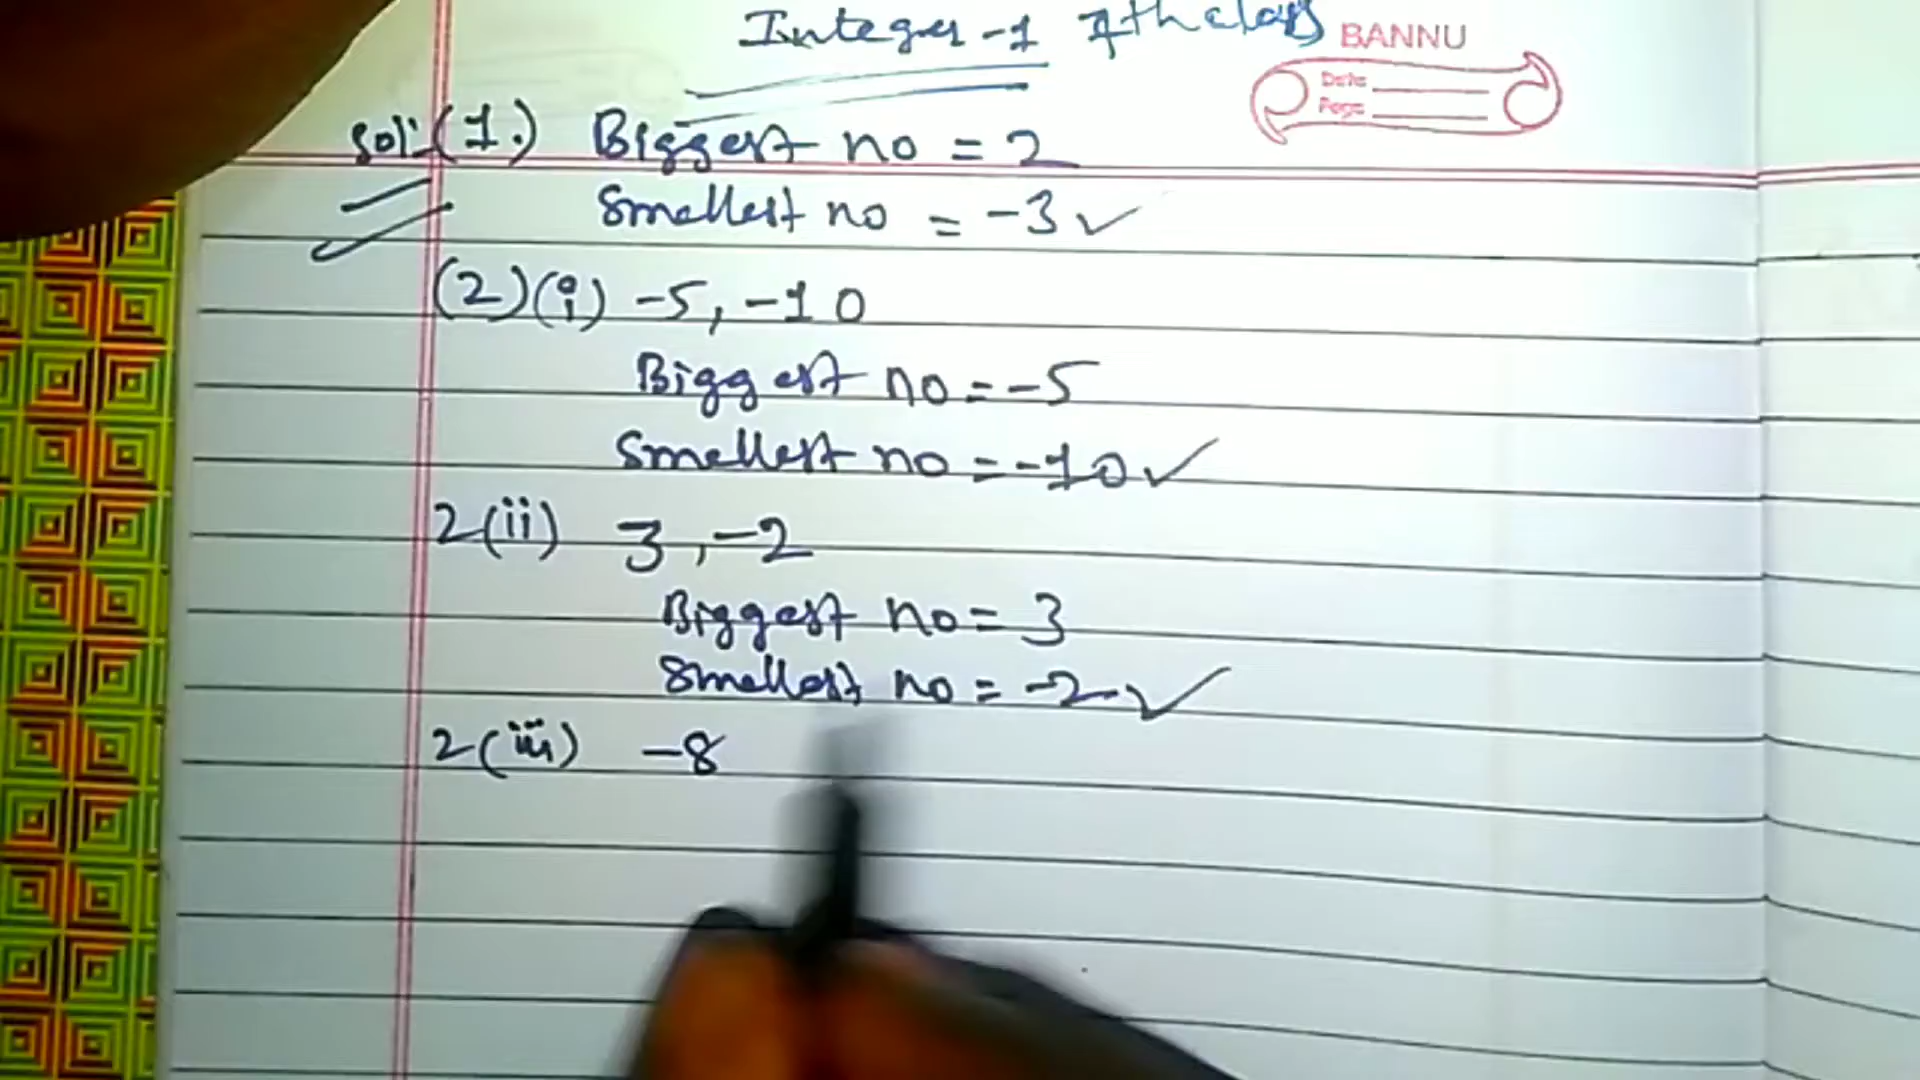 Integer -1 7th class
BANNU
Date
Page
Sol:- (1.) Biggest no = 2
Smallest no = -3 ✓
(2)(i) -5, -10
Biggest no = -5
Smallest no = -10 ✓
2(ii) 3, -2
Biggest no = 3
Smallest no = -2 ✓
2(iii) -8